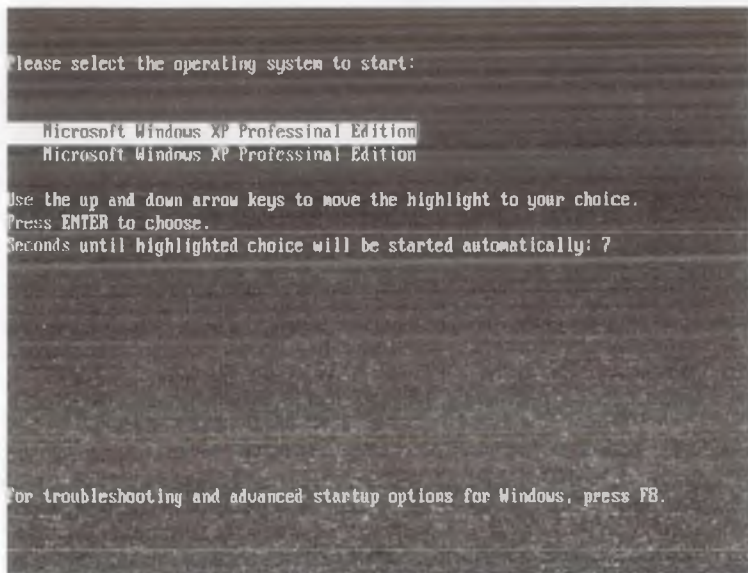 Please select the operating system to start:
Microsoft Windows XP Professinal Edition
Microsoft Windows XP Professinal Edition
Use the up and down arrow keys to move the highlight to your choice.
Press ENTER to choose.
Seconds until highlighted choice will be started automatically: 7
For troubleshooting and advanced startup options for Windows, press F8.